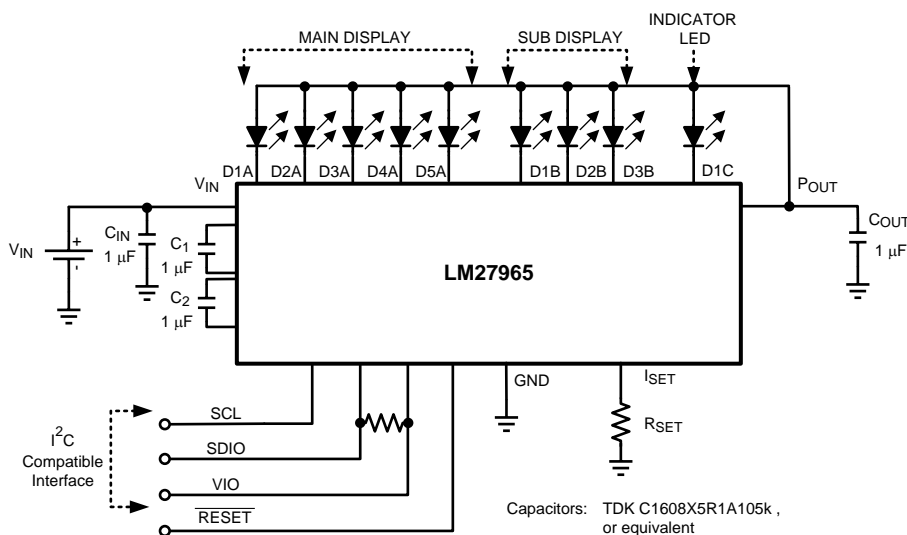 MAIN DISPLAY
SUB DISPLAY
INDICATOR
LED
D1A
D2A
D3A
D4A
D5A
D1B
D2B
D3B
D1C
VIN
POUT
VIN
+
-
CIN
1 µF
C1
1 µF
C2
1 µF
LM27965
COUT
1 µF
GND
ISET
RSET
I2C
Compatible
Interface
SCL
SDIO
VIO
RESET
Capacitors: TDK C1608X5R1A105k ,
or equivalent